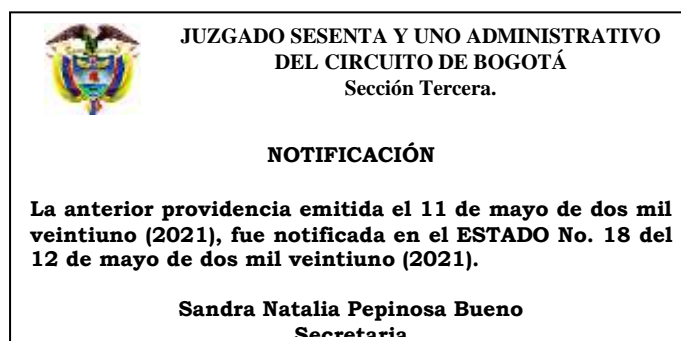 JUZGADO SESENTA Y UNO ADMINISTRATIVO
DEL CIRCUITO DE BOGOTÁ
Sección Tercera.
NOTIFICACIÓN
La anterior providencia emitida el 11 de mayo de dos mil
veintiuno (2021), fue notificada en el ESTADO No. 18 del
12 de mayo de dos mil veintiuno (2021).
Sandra Natalia Pepinosa Bueno
Secretaria